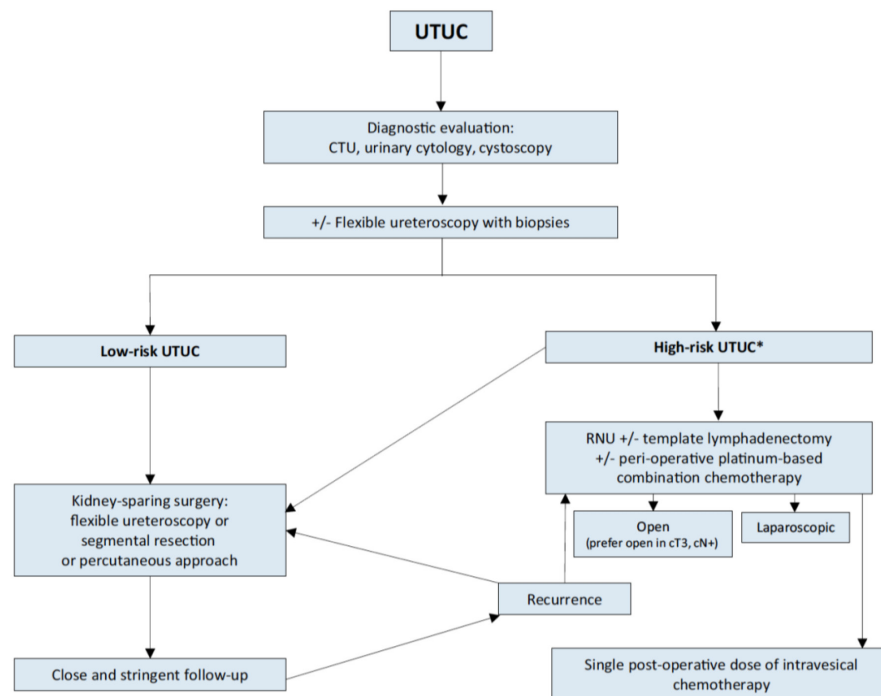 UTUC
Diagnostic evaluation:
CTU, urinary cytology, cystoscopy
+/- Flexible ureteroscopy with biopsies
Low-risk UTUC
High-risk UTUC*
RNU +/- template lymphadenectomy
+/- peri-operative platinum-based
combination chemotherapy
Kidney-sparing surgery:
flexible ureteroscopy or
segmental resection
or percutaneous approach
Open
(prefer open in cT3, cN+)
Laparoscopic
Recurrence
Close and stringent follow-up
Single post-operative dose of intravesical
chemotherapy